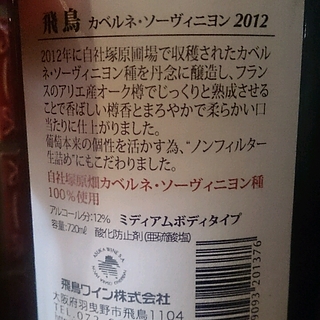 飛鳥 カベルネ・ソーヴィニヨン 2012
2012年に自社塚原圃場で収穫されたカベル
ネ・ソーヴィニヨン種を丹念に醸造し、フラン
スのアリエ産オーク樽でじっくりと熟成させる
ことで香ばしい樽香とまろやかで柔らかい口
当たりに仕上がりました。
葡萄本来の個性を活かす為、“ノンフィルター
生詰め”にもこだわりました。
自社塚原畑カベルネ・ソーヴィニヨン種
100%使用
アルコール分:12% ミディアムボディタイプ
容量:720ml 酸化防止剤(亜硫酸塩)
飛鳥ワイン株式会社
大阪府羽曳野市飛鳥1104
9093201376